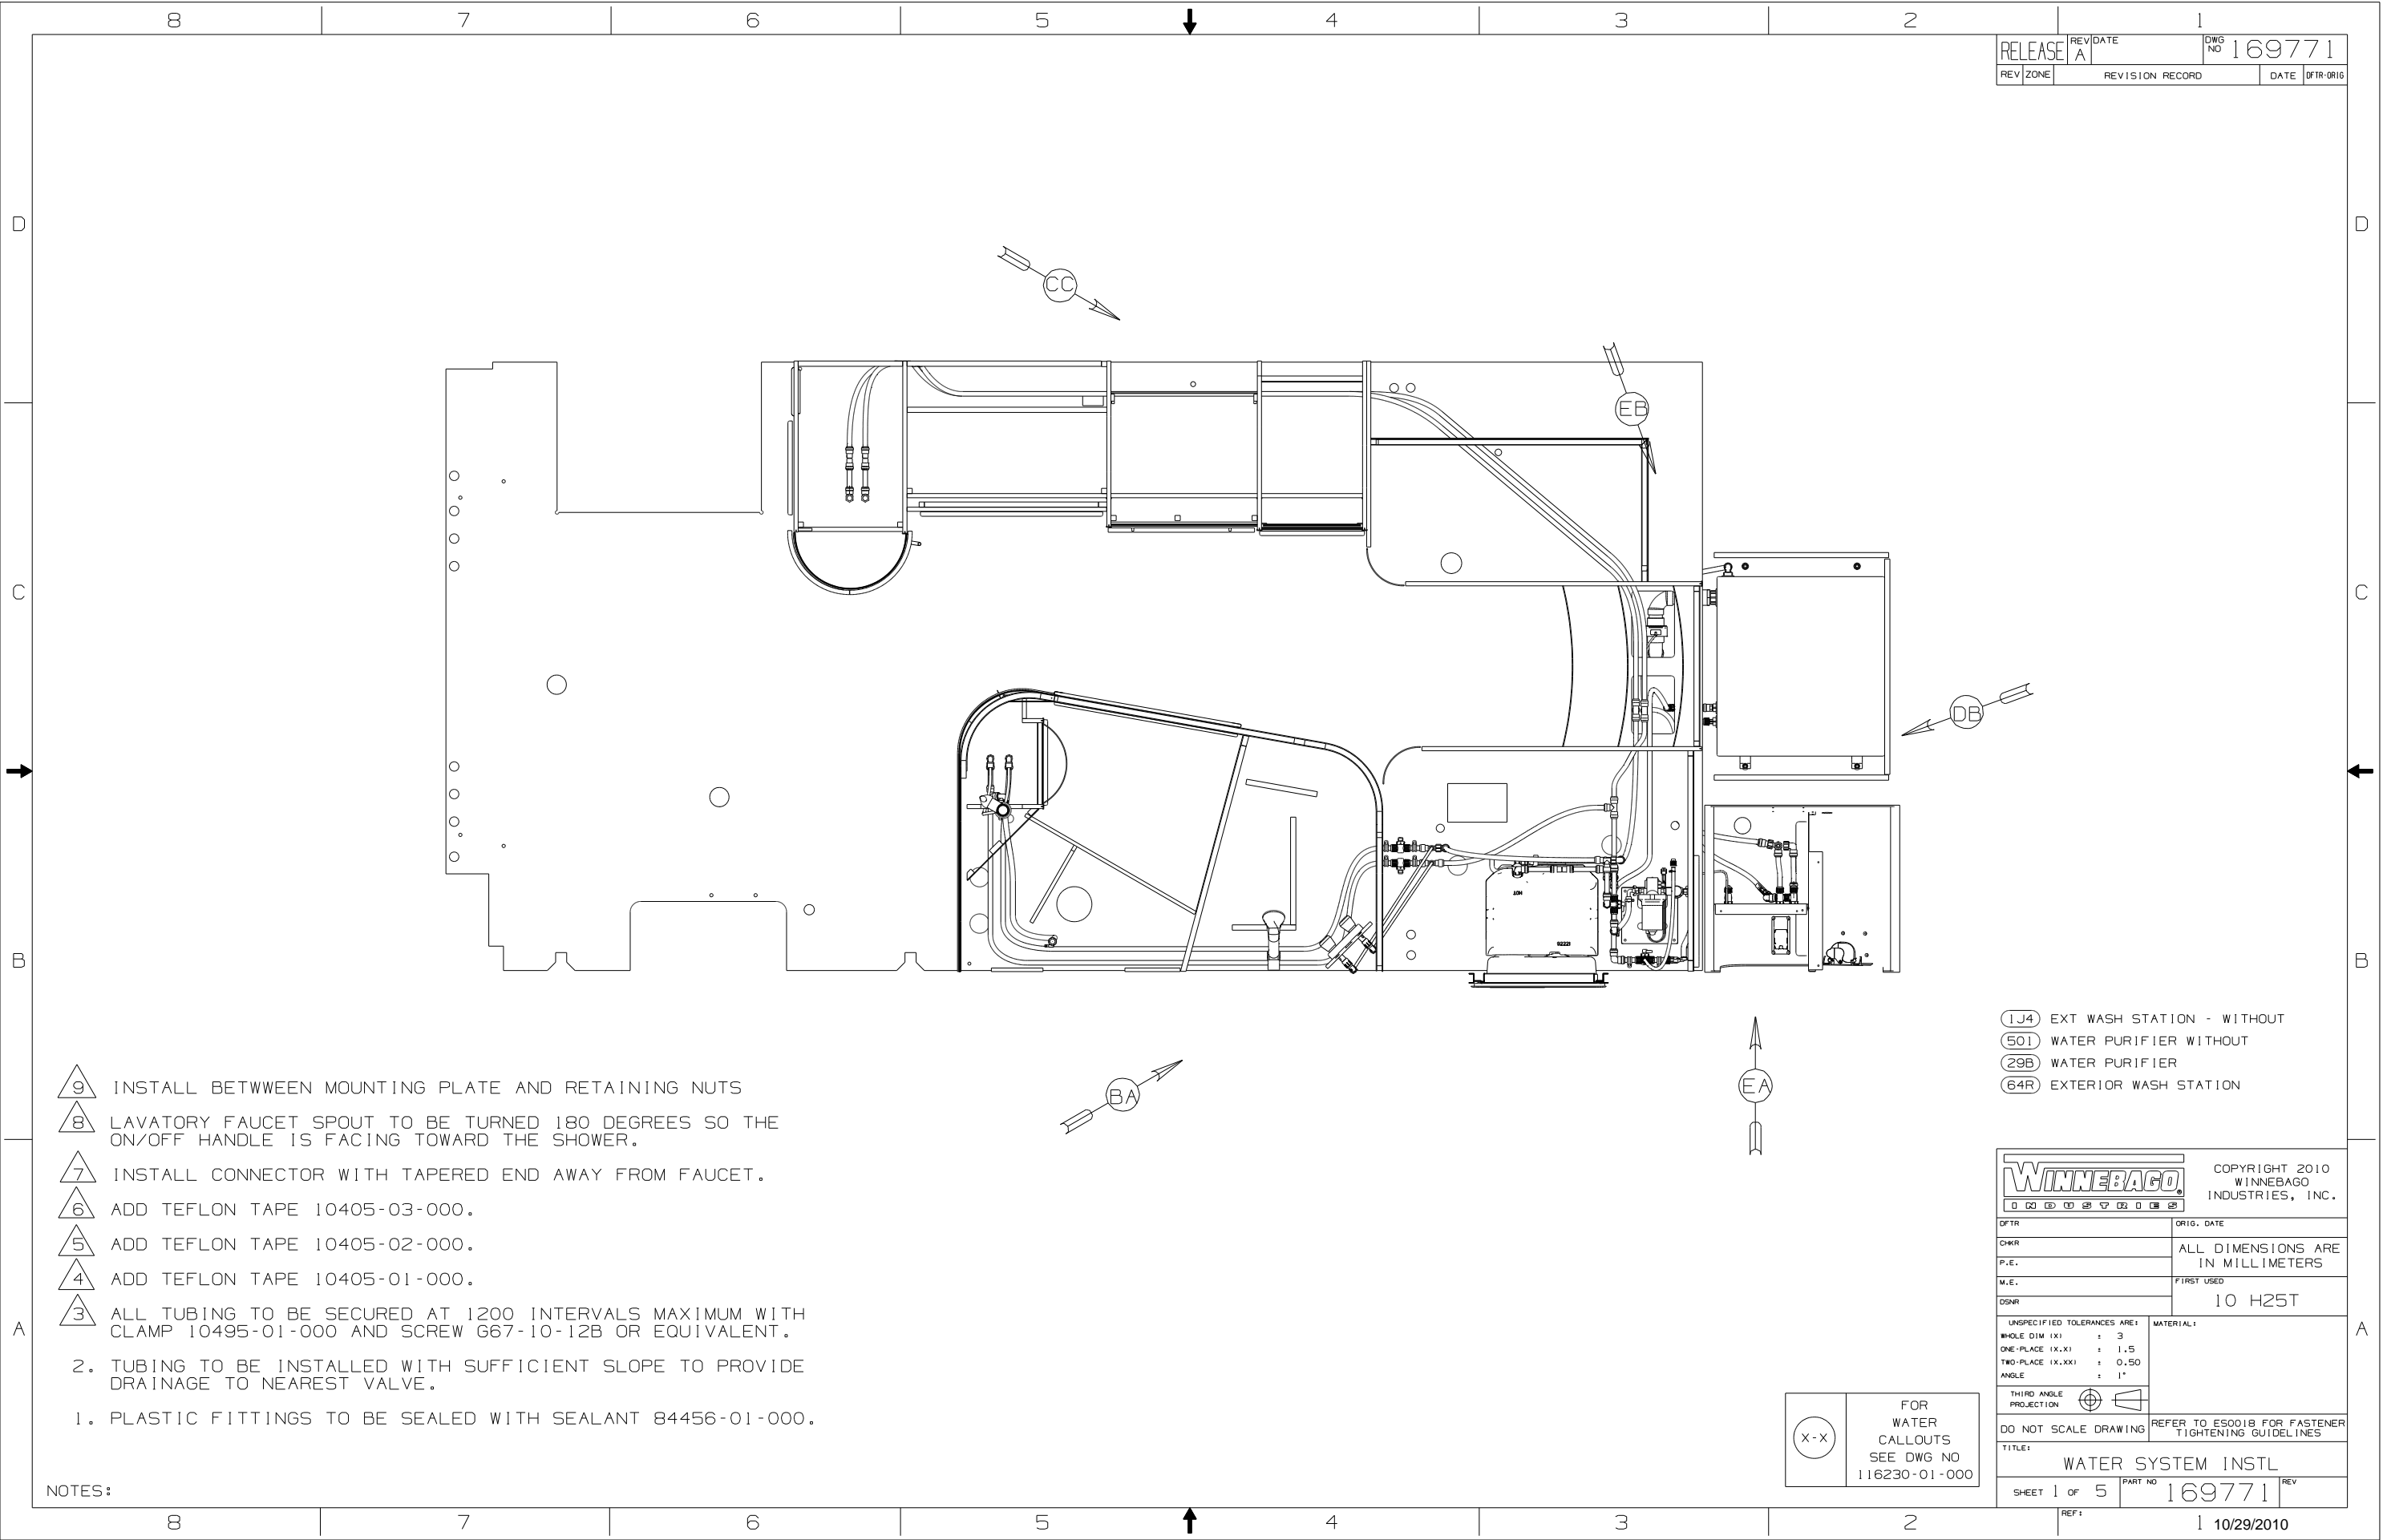 8 7 6 5 4 3 2 1
RELEASE REV A DATE DWG NO 169771
REV ZONE REVISION RECORD DATE DFTR-ORIG
D D
CC
EB
C C
DB
HOT
92221
B B
BA
EA
1J4 EXT WASH STATION - WITHOUT
501 WATER PURIFIER WITHOUT
29B WATER PURIFIER
64R EXTERIOR WASH STATION
9 INSTALL BETWWEEN MOUNTING PLATE AND RETAINING NUTS
8 LAVATORY FAUCET SPOUT TO BE TURNED 180 DEGREES SO THE
ON/OFF HANDLE IS FACING TOWARD THE SHOWER.
7 INSTALL CONNECTOR WITH TAPERED END AWAY FROM FAUCET.
6 ADD TEFLON TAPE 10405-03-000.
5 ADD TEFLON TAPE 10405-02-000.
4 ADD TEFLON TAPE 10405-01-000.
3 ALL TUBING TO BE SECURED AT 1200 INTERVALS MAXIMUM WITH
CLAMP 10495-01-000 AND SCREW G67-10-12B OR EQUIVALENT.
2. TUBING TO BE INSTALLED WITH SUFFICIENT SLOPE TO PROVIDE
DRAINAGE TO NEAREST VALVE.
1. PLASTIC FITTINGS TO BE SEALED WITH SEALANT 84456-01-000.
NOTES:
A A
X-X
FOR
WATER
CALLOUTS
SEE DWG NO
116230-01-000
WINNEBAGO®
INDUSTRIES
COPYRIGHT 2010
WINNEBAGO
INDUSTRIES, INC.
DFTR
ORIG. DATE
CHKR
ALL DIMENSIONS ARE
IN MILLIMETERS
P.E.
M.E.
FIRST USED
10 H25T
DSNR
UNSPECIFIED TOLERANCES ARE:
WHOLE DIM (X) : 3
ONE-PLACE (X.X) : 1.5
TWO-PLACE (X.XX) : 0.50
ANGLE : 1°
MATERIAL:
THIRD ANGLE
PROJECTION
DO NOT SCALE DRAWING
REFER TO ES0018 FOR FASTENER
TIGHTENING GUIDELINES
TITLE:
WATER SYSTEM INSTL
SHEET 1 OF 5
PART NO 169771
REV
REF:
8 7 6 5 4 3 2 1
10/29/2010